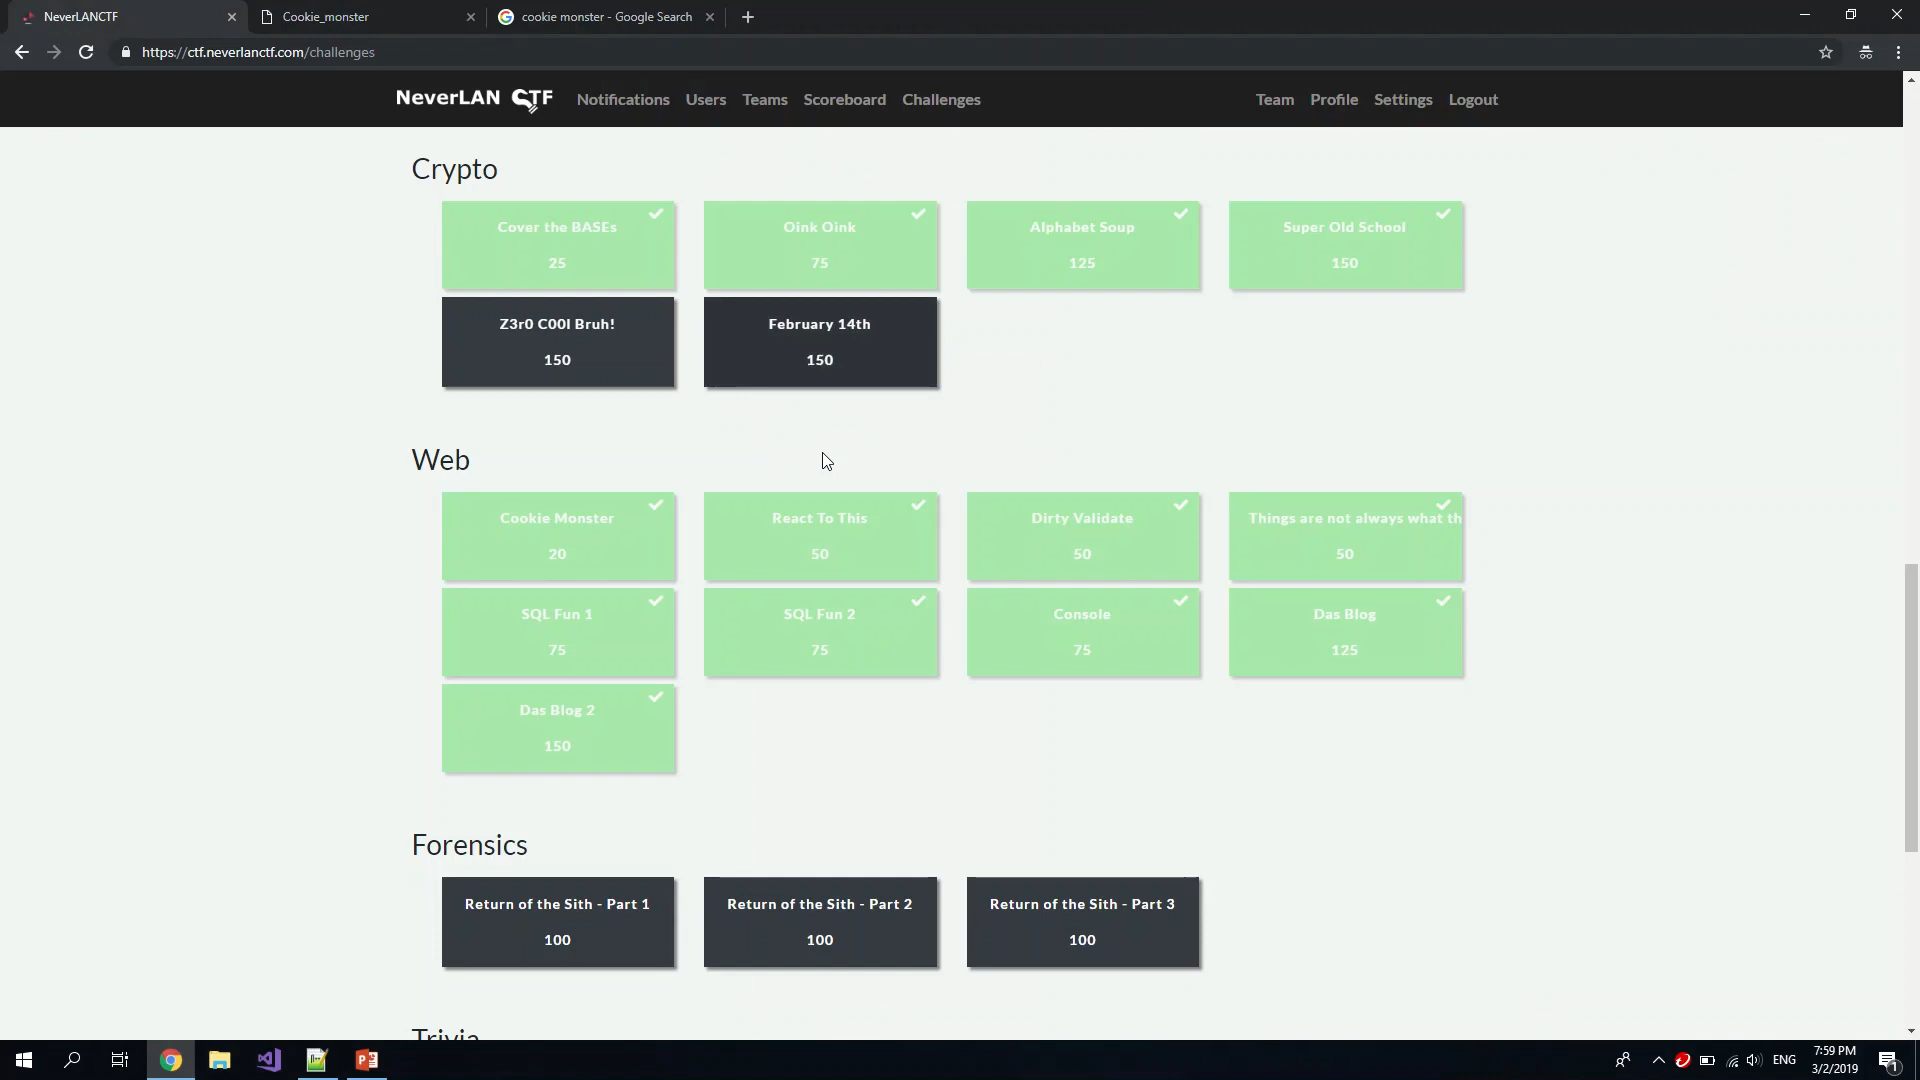 NeverLANCTF
Cookie_monster
cookie monster - Google Search
https://ctf.neverlanctf.com/challenges
NeverLAN CTF
Notifications
Users
Teams
Scoreboard
Challenges
Team
Profile
Settings
Logout
Crypto
Cover the BASEs
25
Oink Oink
75
Alphabet Soup
125
Super Old School
150
Z3r0 C00l Bruh!
150
February 14th
150
Web
Cookie Monster
20
React To This
50
Dirty Validate
50
Things are not always what th
50
SQL Fun 1
75
SQL Fun 2
75
Console
75
Das Blog
125
Das Blog 2
150
Forensics
Return of the Sith - Part 1
100
Return of the Sith - Part 2
100
Return of the Sith - Part 3
100
Trivia
ENG
7:59 PM
3/2/2019
1